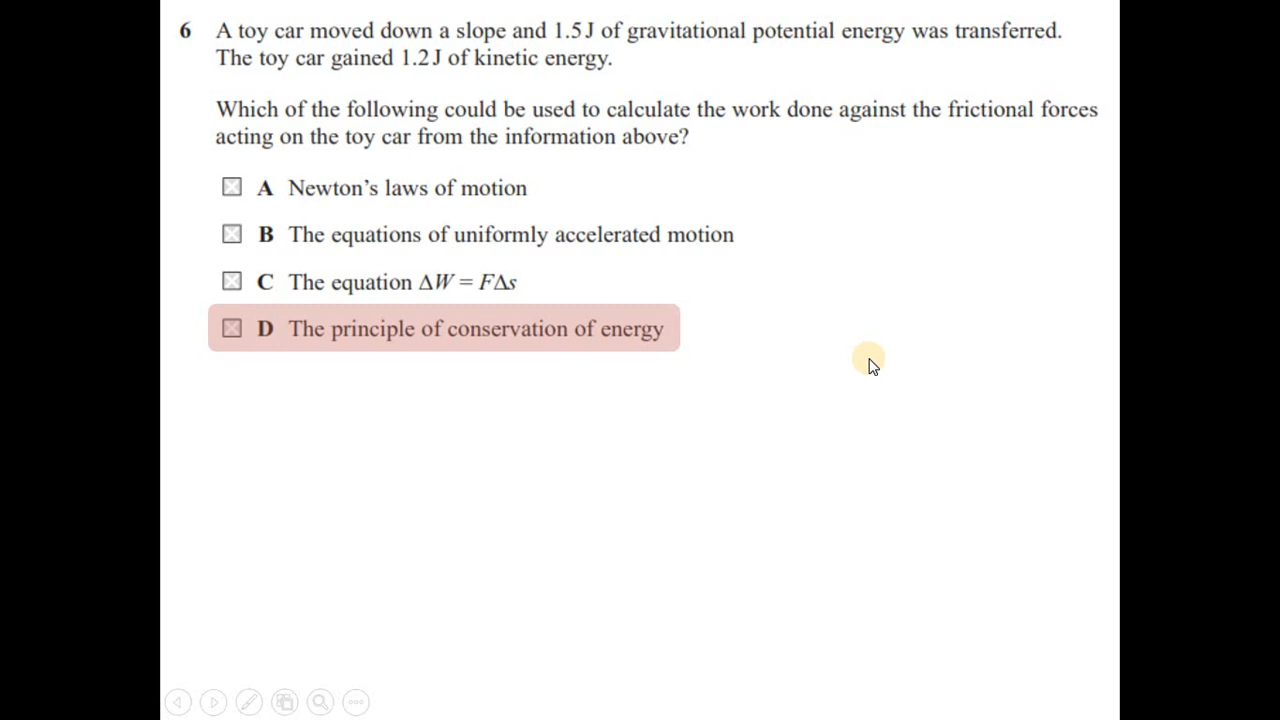 6 A toy car moved down a slope and 1.5 J of gravitational potential energy was transferred.
The toy car gained 1.2 J of kinetic energy.
Which of the following could be used to calculate the work done against the frictional forces
acting on the toy car from the information above?
A Newton's laws of motion
B The equations of uniformly accelerated motion
C The equation ΔW = FΔs
D The principle of conservation of energy